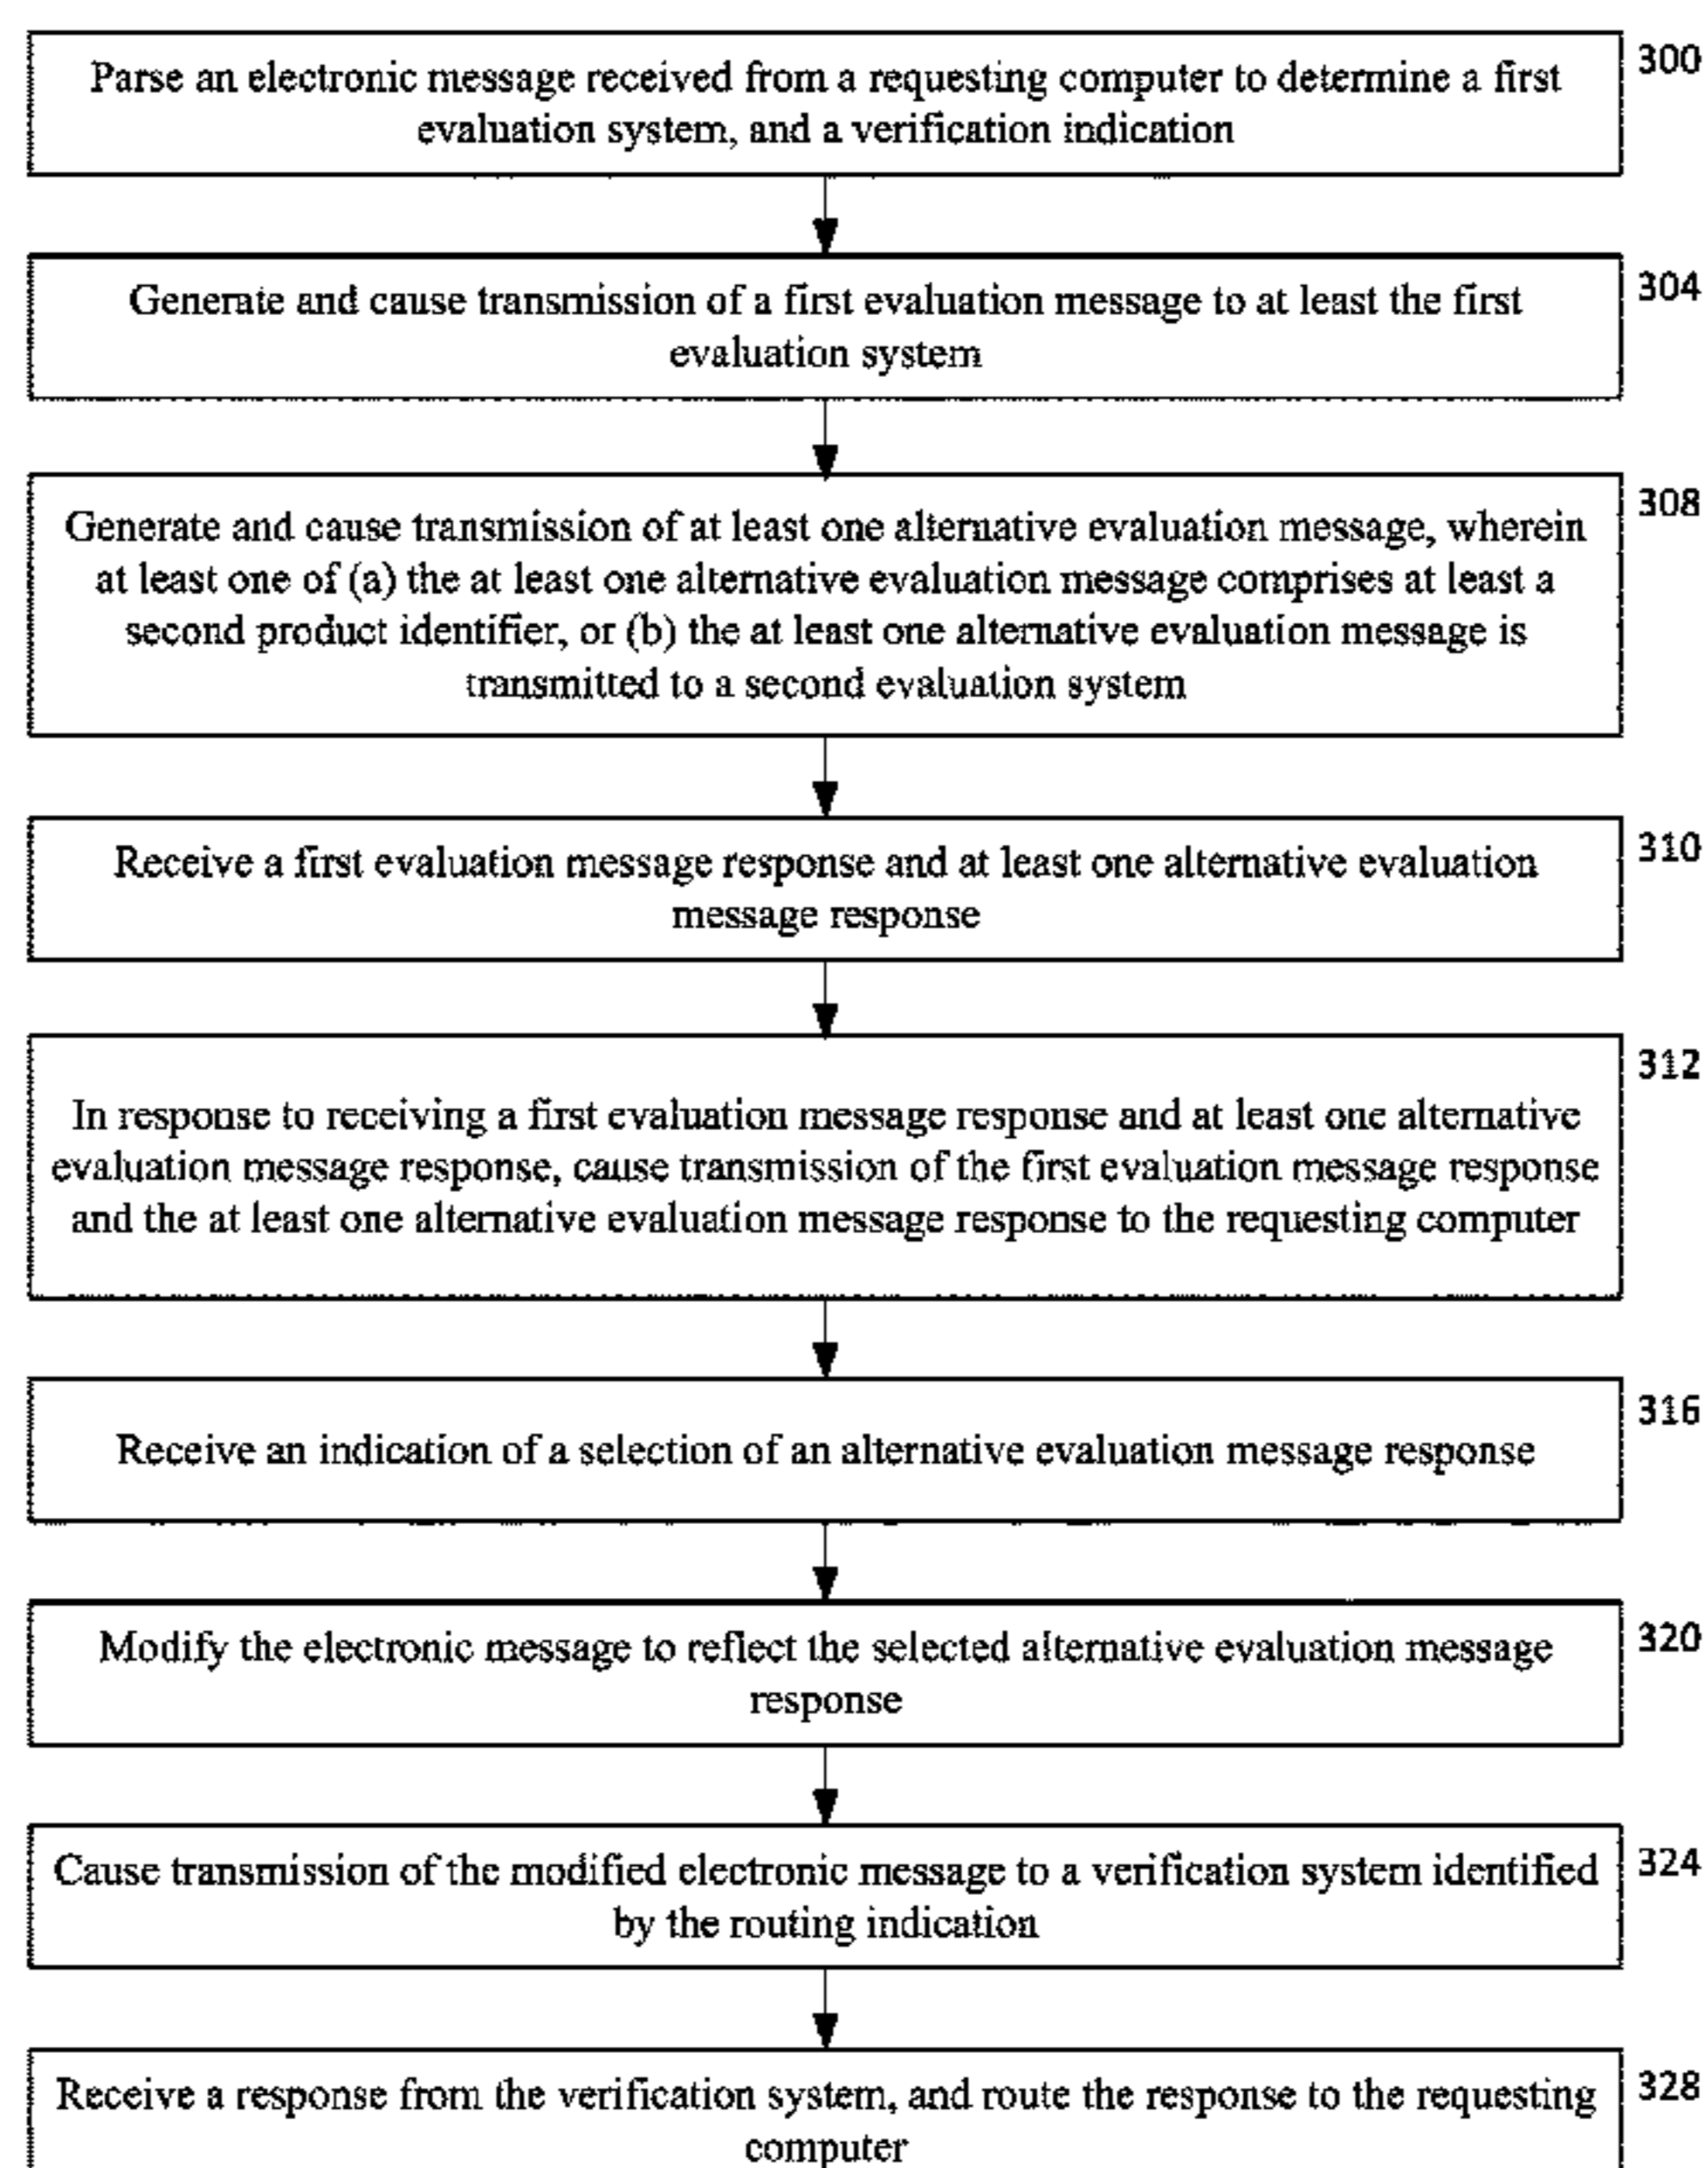 300
Parse an electronic message received from a requesting computer to determine a first
evaluation system, and a verification indication
304
Generate and cause transmission of a first evaluation message to at least the first
evaluation system
308
Generate and cause transmission of at least one alternative evaluation message, wherein
at least one of (a) the at least one alternative evaluation message comprises at least a
second product identifier, or (b) the at least one alternative evaluation message is
transmitted to a second evaluation system
310
Receive a first evaluation message response and at least one alternative evaluation
message response
312
In response to receiving a first evaluation message response and at least one alternative
evaluation message response, cause transmission of the first evaluation message response
and the at least one alternative evaluation message response to the requesting computer
316
Receive an indication of a selection of an alternative evaluation message response
320
Modify the electronic message to reflect the selected alternative evaluation message
response
324
Cause transmission of the modified electronic message to a verification system identified
by the routing indication
328
Receive a response from the verification system, and route the response to the requesting
computer